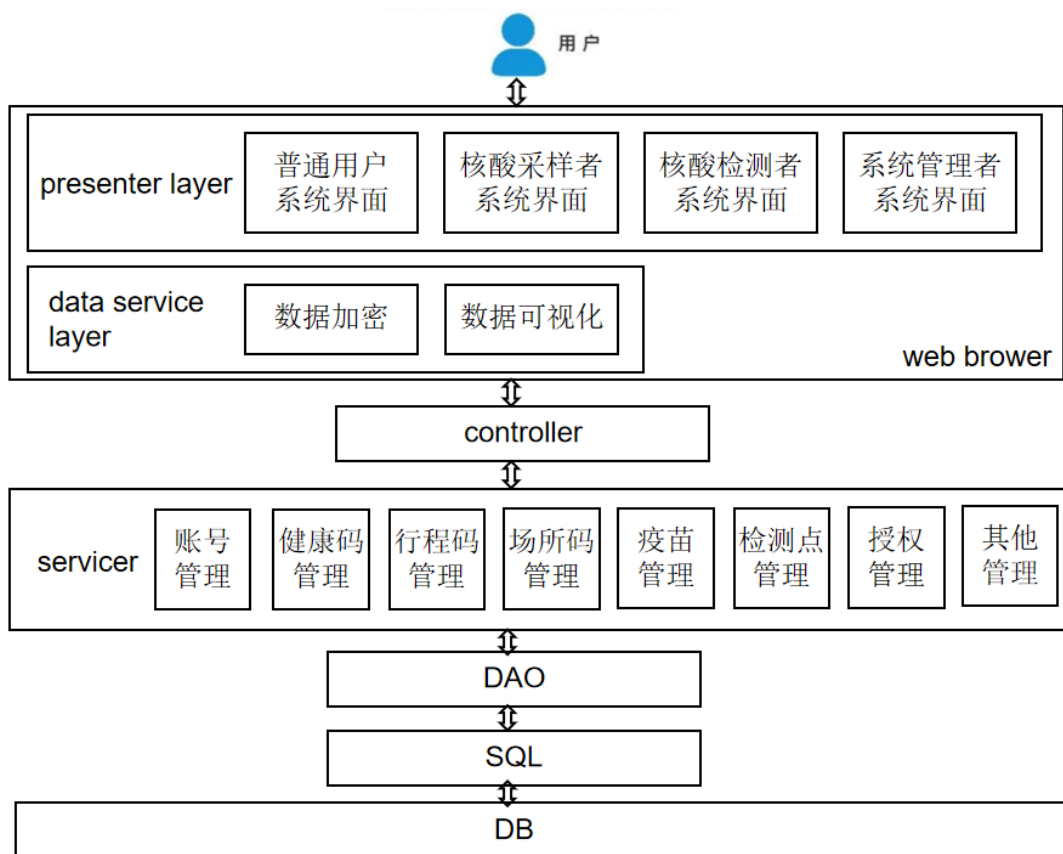 用户
presenter layer
普通用户
系统界面
核酸采样者
系统界面
核酸检测者
系统界面
系统管理者
系统界面
data service
layer
数据加密
数据可视化
web brower
controller
servicer
账号
管理
健康码
管理
行程码
管理
场所码
管理
疫苗
管理
检测点
管理
授权
管理
其他
管理
DAO
SQL
DB